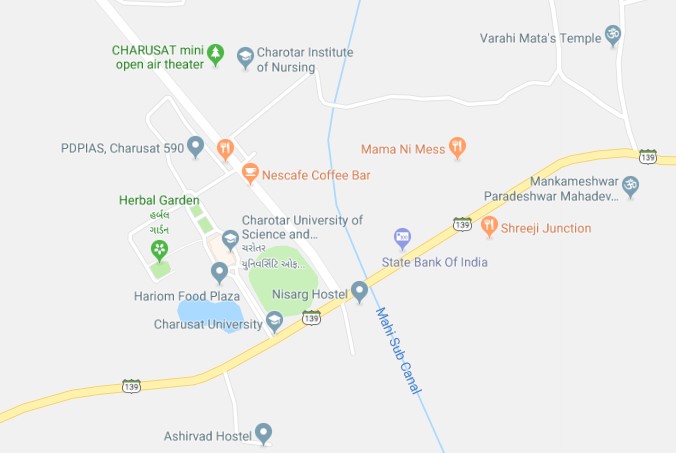 CHARUSAT mini
open air theater
Charotar Institute
of Nursing
Varahi Mata's Temple
PDPIAS, Charusat 590
Mama Ni Mess
139
Nescafe Coffee Bar
Mankameshwar
Paradeshwar Mahadev...
Herbal Garden
હર્બલ
ગાર્ડન
Charotar University of
Science and...
ચરોતર
યુનિવર્સિટી ઓફ...
139
Shreeji Junction
State Bank Of India
Hariom Food Plaza
Nisarg Hostel
Charusat University
139
Mahi Sub Canal
139
Ashirvad Hostel